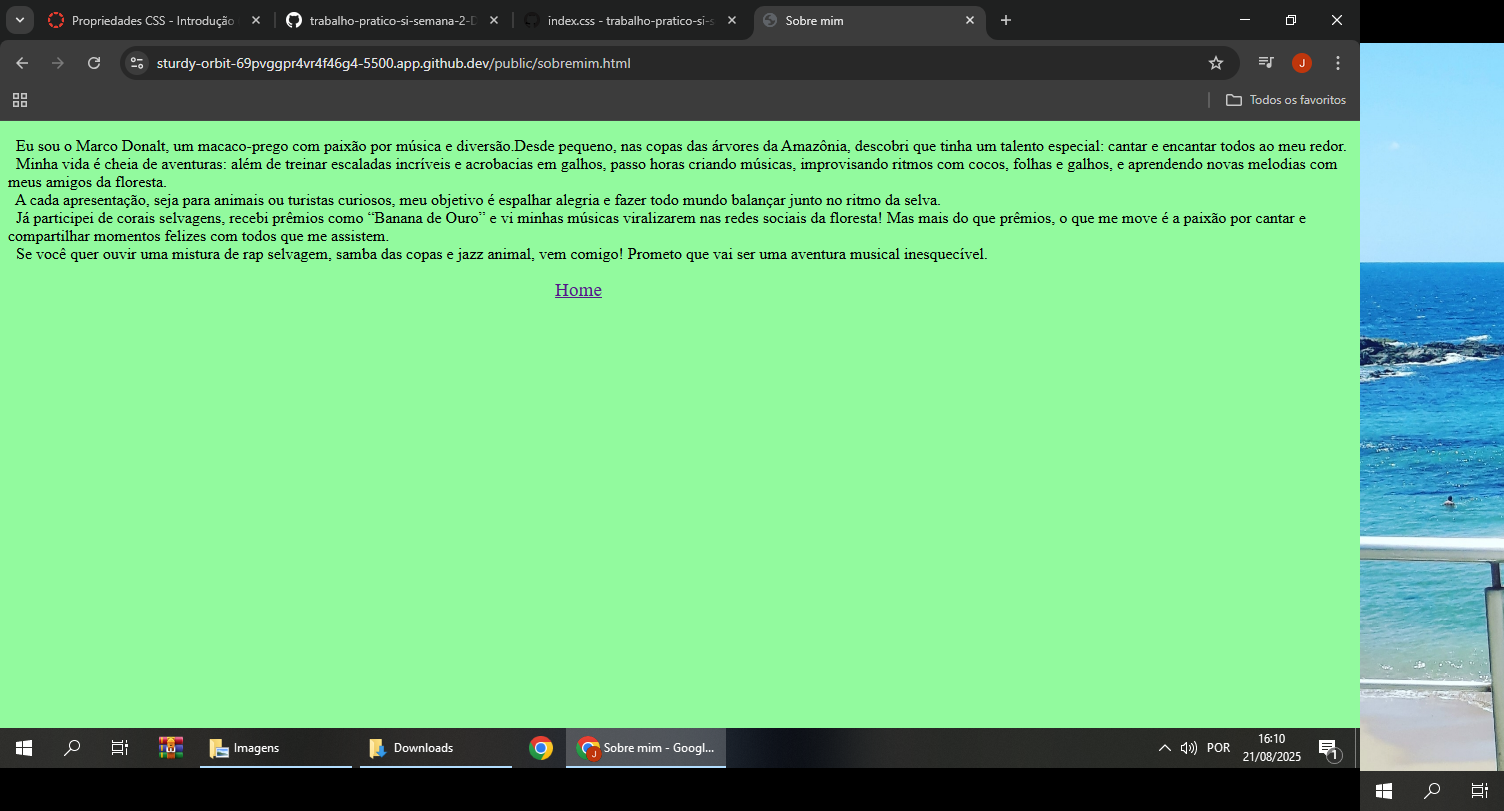 Propriedades CSS - Introdução
trabalho-pratico-si-semana-2-D
index.css - trabalho-pratico-si-s
Sobre mim
sturdy-orbit-69pvggpr4vr4f46g4-5500.app.github.dev/public/sobremim.html
J
Todos os favoritos
Eu sou o Marco Donalt, um macaco-prego com paixão por música e diversão.Desde pequeno, nas copas das árvores da Amazônia, descobri que tinha um talento especial: cantar e encantar todos ao meu redor.
Minha vida é cheia de aventuras: além de treinar escaladas incríveis e acrobacias em galhos, passo horas criando músicas, improvisando ritmos com cocos, folhas e galhos, e aprendendo novas melodias com
meus amigos da floresta.
A cada apresentação, seja para animais ou turistas curiosos, meu objetivo é espalhar alegria e fazer todo mundo balançar junto no ritmo da selva.
Já participei de corais selvagens, recebi prêmios como “Banana de Ouro” e vi minhas músicas viralizarem nas redes sociais da floresta! Mas mais do que prêmios, o que me move é a paixão por cantar e
compartilhar momentos felizes com todos que me assistem.
Se você quer ouvir uma mistura de rap selvagem, samba das copas e jazz animal, vem comigo! Prometo que vai ser uma aventura musical inesquecível.
Home
Imagens
Downloads
J
Sobre mim - Googl...
POR
16:10
21/08/2025
1